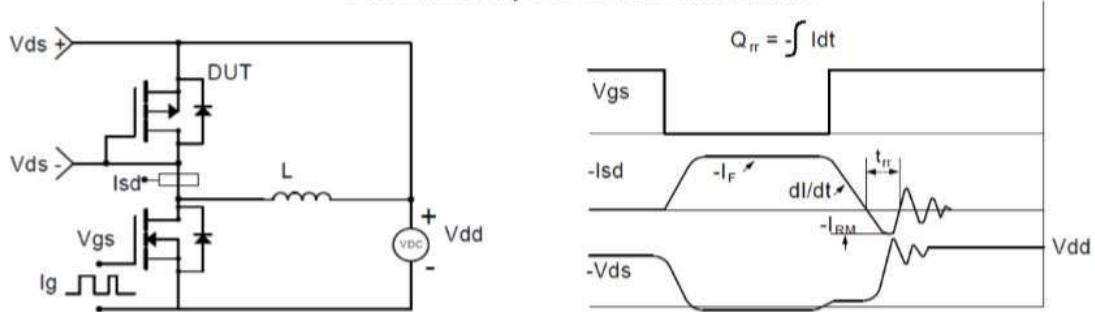 Vds +
DUT
Vds -
Isd
L
Vgs
Ig
VDC
+
-
Vdd
Qrr = -∫ Idt
Vgs
-Isd
-IF
dI/dt
trr
-IRM
-Vds
Vdd